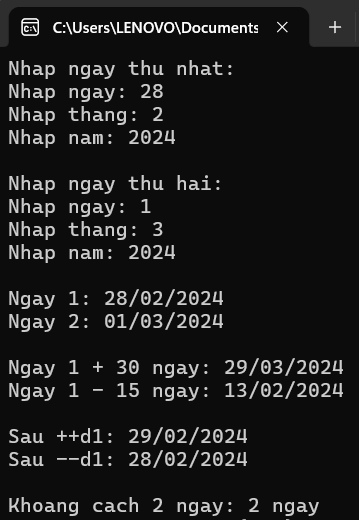 C:\Users\LENOVO\Documents
Nhap ngay thu nhat:
Nhap ngay: 28
Nhap thang: 2
Nhap nam: 2024
Nhap ngay thu hai:
Nhap ngay: 1
Nhap thang: 3
Nhap nam: 2024
Ngay 1: 28/02/2024
Ngay 2: 01/03/2024
Ngay 1 + 30 ngay: 29/03/2024
Ngay 1 - 15 ngay: 13/02/2024
Sau ++d1: 29/02/2024
Sau --d1: 28/02/2024
Khoang cach 2 ngay: 2 ngay